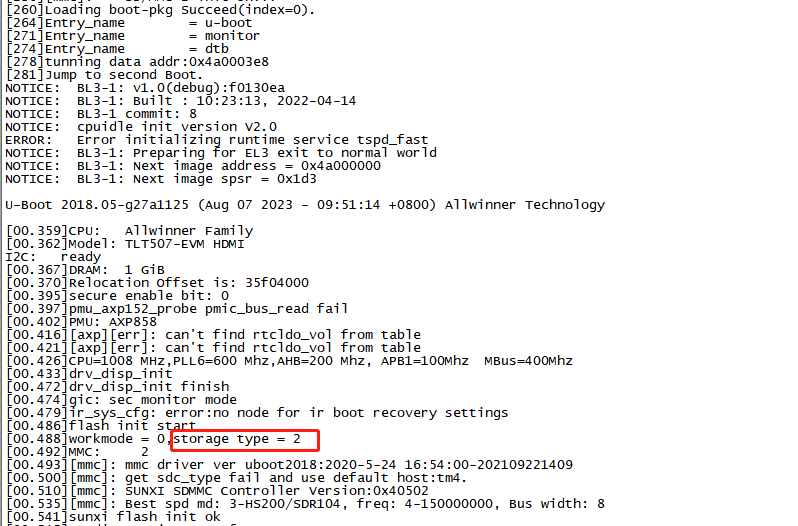 [260]Loading boot-pkg Succeed(index=0).
[264]Entry_name        = u-boot
[271]Entry_name        = monitor
[274]Entry_name        = dtb
[278]tunning data addr:0x4a0003e8
[281]Jump to second Boot.
NOTICE:  BL3-1: v1.0(debug):f0130ea
NOTICE:  BL3-1: Built : 10:23:13, 2022-04-14
NOTICE:  BL3-1 commit: 8
NOTICE:  cpuidle init version V2.0
ERROR:   Error initializing runtime service tspd_fast
NOTICE:  BL3-1: Preparing for EL3 exit to normal world
NOTICE:  BL3-1: Next image address = 0x4a000000
NOTICE:  BL3-1: Next image spsr = 0x1d3
U-Boot 2018.05-g27a1125 (Aug 07 2023 - 09:51:14 +0800) Allwinner Technology
[00.359]CPU:   Allwinner Family
[00.362]Model: TLT507-EVM HDMI
I2C:   ready
[00.367]DRAM:  1 GiB
[00.370]Relocation Offset is: 35f04000
[00.395]secure enable bit: 0
[00.397]pmu_axp152_probe pmic_bus_read fail
[00.402]PMU: AXP858
[00.416][axp][err]: can't find rtcldo_vol from table
[00.421][axp][err]: can't find rtcldo_vol from table
[00.426]CPU=1008 MHz,PLL6=600 Mhz,AHB=200 Mhz, APB1=100Mhz  MBus=400Mhz
[00.433]drv_disp_init
[00.472]drv_disp_init finish
[00.474]gic: sec monitor mode
[00.479]ir_sys_cfg: error:no node for ir boot recovery settings
[00.486]flash init start
[00.488]workmode = 0,storage type = 2
[00.492]MMC:     2
[00.493][mmc]: mmc driver ver uboot2018:2020-5-24 16:54:00-202109221409
[00.500][mmc]: get sdc_type fail and use default host:tm4.
[00.510][mmc]: SUNXI SDMMC Controller Version:0x40502
[00.535][mmc]: Best spd md: 3-HS200/SDR104, freq: 4-150000000, Bus width: 8
[00.541]sunxi flash init ok